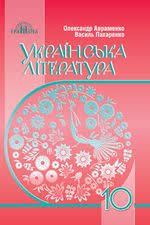 Олександр Авраменко
Василь Пахаренко
УКРАЇНСЬКА
ЛІТЕРАТУРА
10